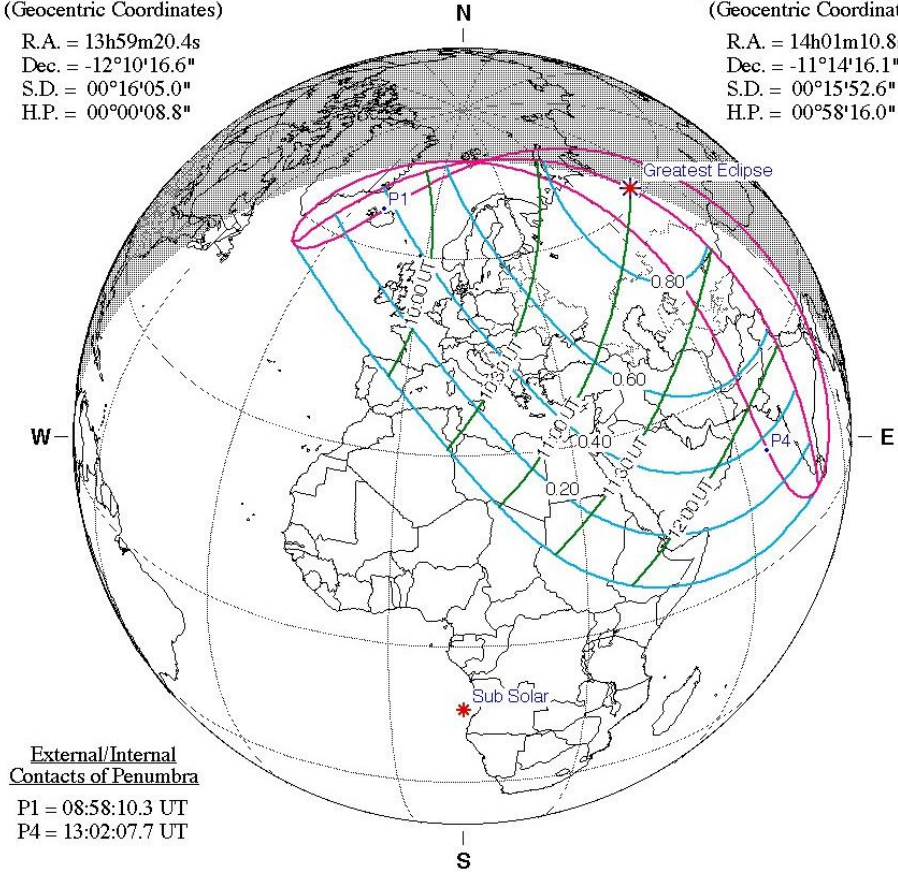 (Geocentric Coordinates)
R.A. = 13h59m20.4s
Dec. = -12°10'16.6"
S.D. = 00°16'05.0"
H.P. = 00°00'08.8"
N
(Geocentric Coordinat
R.A. = 14h01m10.8s
Dec. = -11°14'16.1"
S.D. = 00°15'52.6"
H.P. = 00°58'16.0"
Greatest Eclipse
P1
10:00 UT
0.80
10:30 UT
0.60
W
E
11:00 UT
0.40
P4
11:30 UT
0.20
12:00 UT
Sub Solar
External/Internal
Contacts of Penumbra
P1 = 08:58:10.3 UT
P4 = 13:02:07.7 UT
S